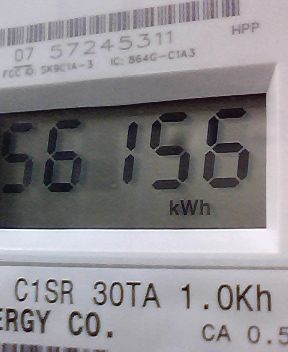 HPP
07 57245311
FCC ID: SK9C1A-3 IC: 864G-C1A3
56156
kWh
C1SR 30TA 1.0Kh
ERGY CO.
CA 0.5